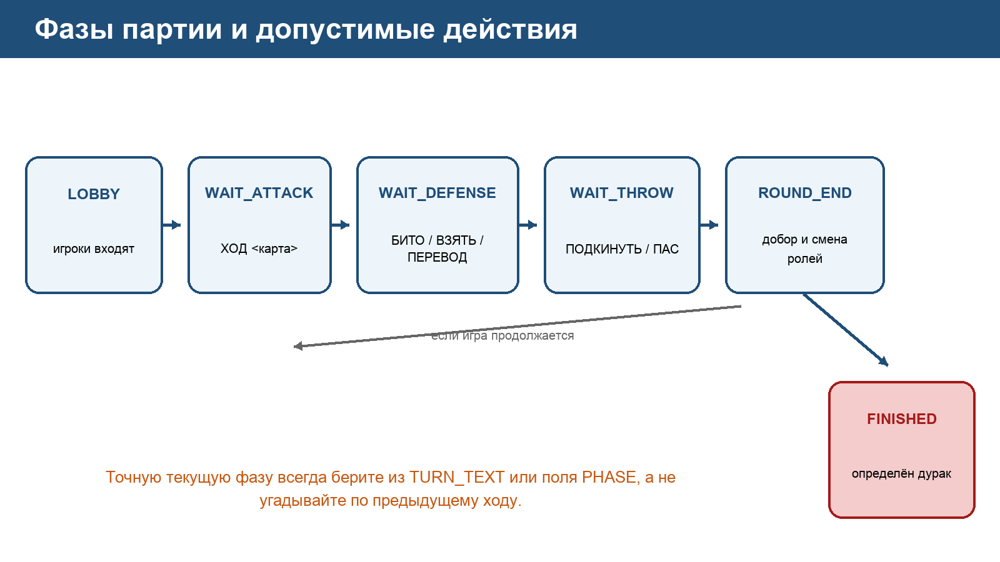 Фазы партии и допустимые действия
LOBBY
игроки входят
WAIT_ATTACK
ХОД <карта>
WAIT_DEFENSE
БИТО / ВЗЯТЬ /
ПЕРЕВОД
WAIT_THROW
ПОДКИНУТЬ / ПАС
ROUND_END
добор и смена
ролей
если игра продолжается
FINISHED
определён дурак
Точную текущую фазу всегда берите из TURN_TEXT или поля PHASE, а не
угадывайте по предыдущему ходу.